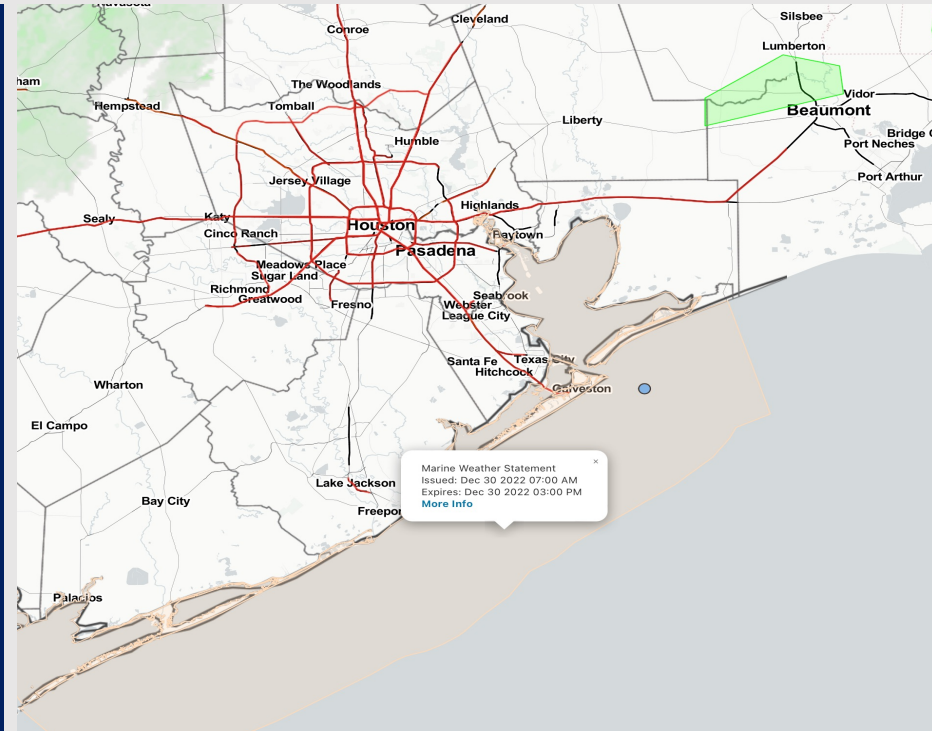 Cleveland
Silsbee
Conroe
Lumberton
The Woodlands
ham
Hempstead
Tomball
Vidor
Beaumont
Liberty
Bridge
Humble
Port Neches
Port Arthur
Jersey Village
Highlands
Sealy
Katy
Houston
Cinco Ranch
Baytown
Pasadena
Meadows Place
Sugar Land
Richmond
Greatwood
Seabrook
Fresno
Webster
League City
Santa Fe
Texas City
Hitchcock
Galveston
Wharton
El Campo
Marine Weather Statement
×
Issued: Dec 30 2022 07:00 AM
Expires: Dec 30 2022 03:00 PM
More Info
Lake Jackson
Bay City
Freepor
Palacios